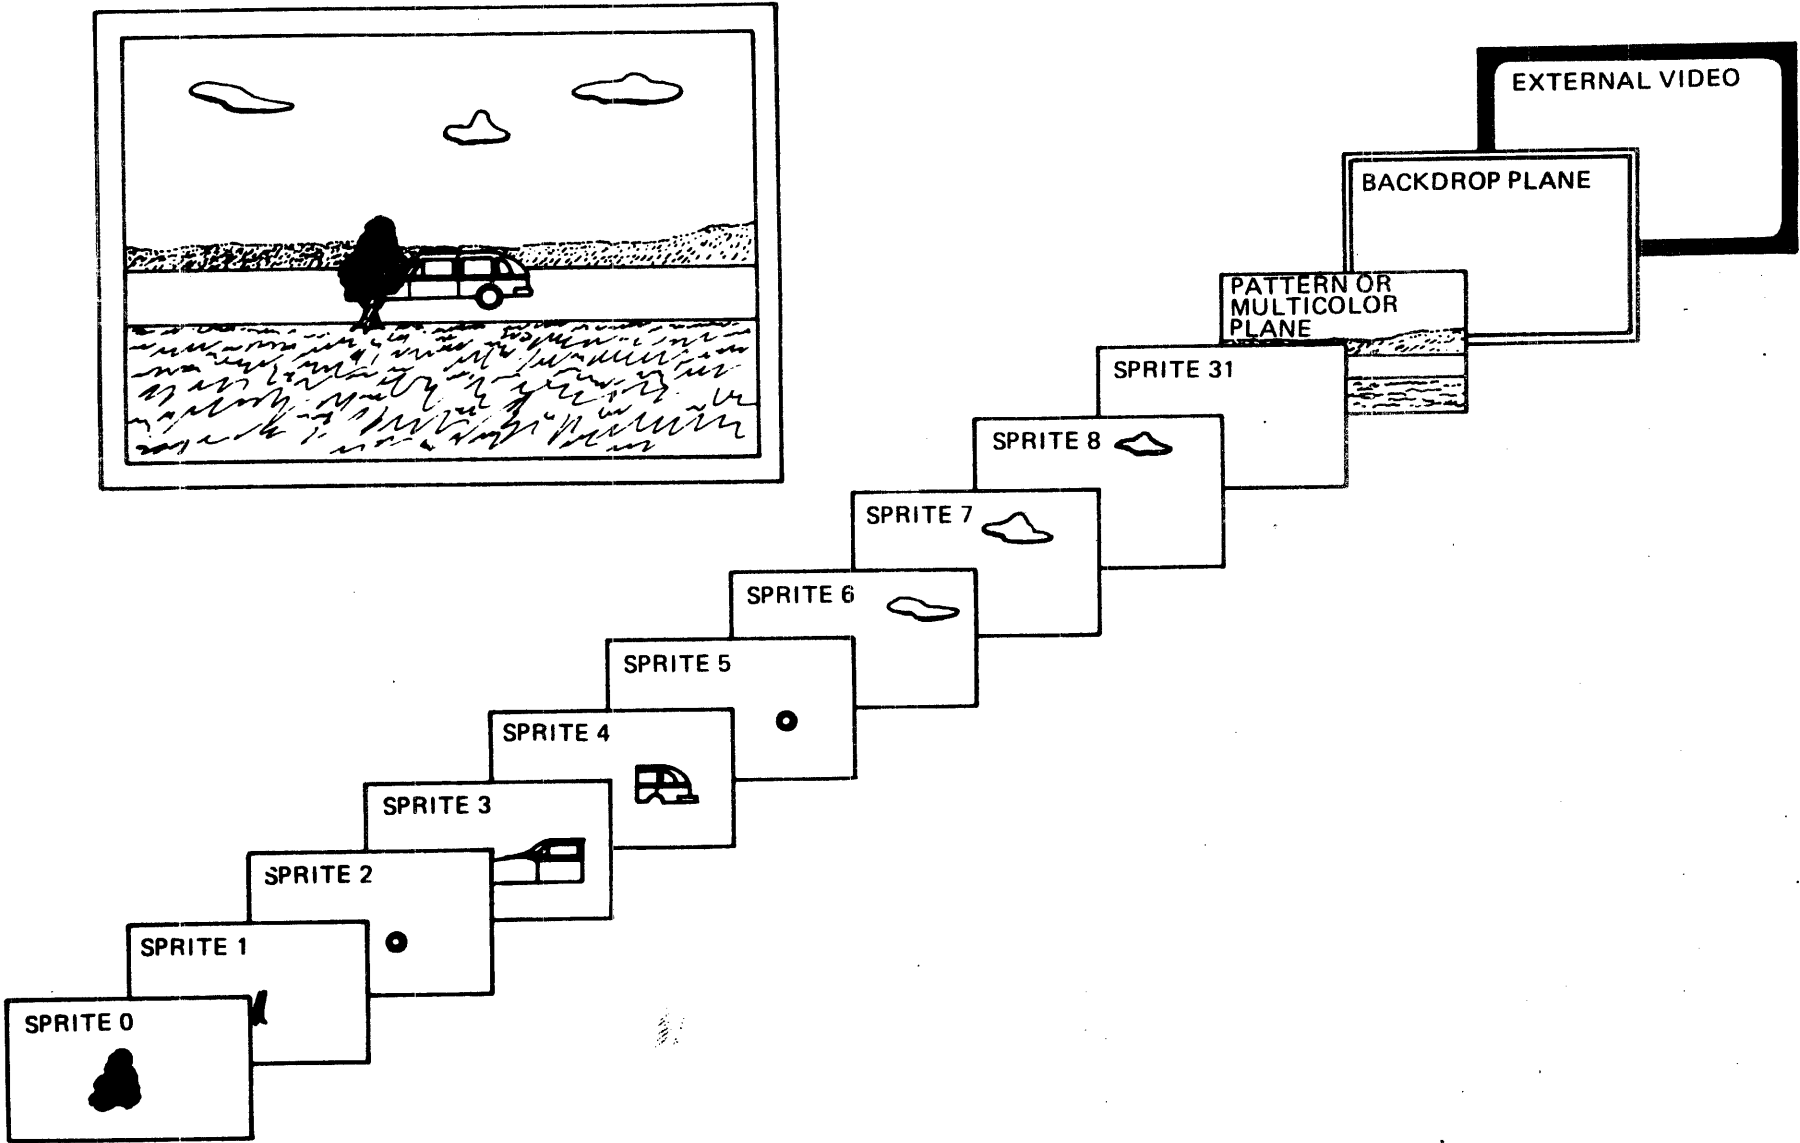 EXTERNAL VIDEO
BACKDROP PLANE
PATTERN OR
MULTICOLOR
PLANE
SPRITE 31
SPRITE 8
SPRITE 7
SPRITE 6
SPRITE 5
SPRITE 4
SPRITE 3
SPRITE 2
SPRITE 1
SPRITE 0